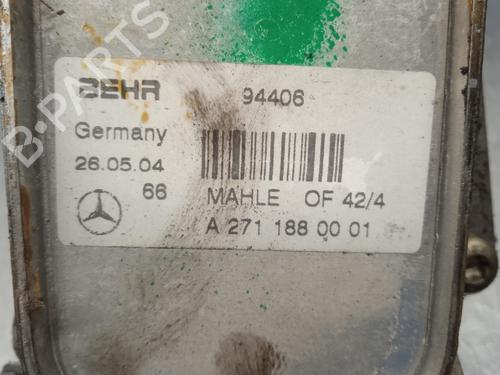 BEHR 94406
Germany
26.05.04
66 MAHLE OF 42/4
A 271 188 00 01
B-PARTS